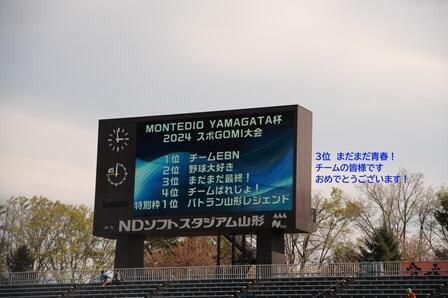 MONTEDIO YAMAGATA杯
2024 スポGOMI大会
1位 チームEBN
2位 野球大好き
3位 まだまだ最終！
4位 チームばれじょ！
特別枠1位 パトラン山形レジェンド
NDソフトスタジアム山形
3位 まだまだ青春！
チームの皆様です
おめでとうございます！